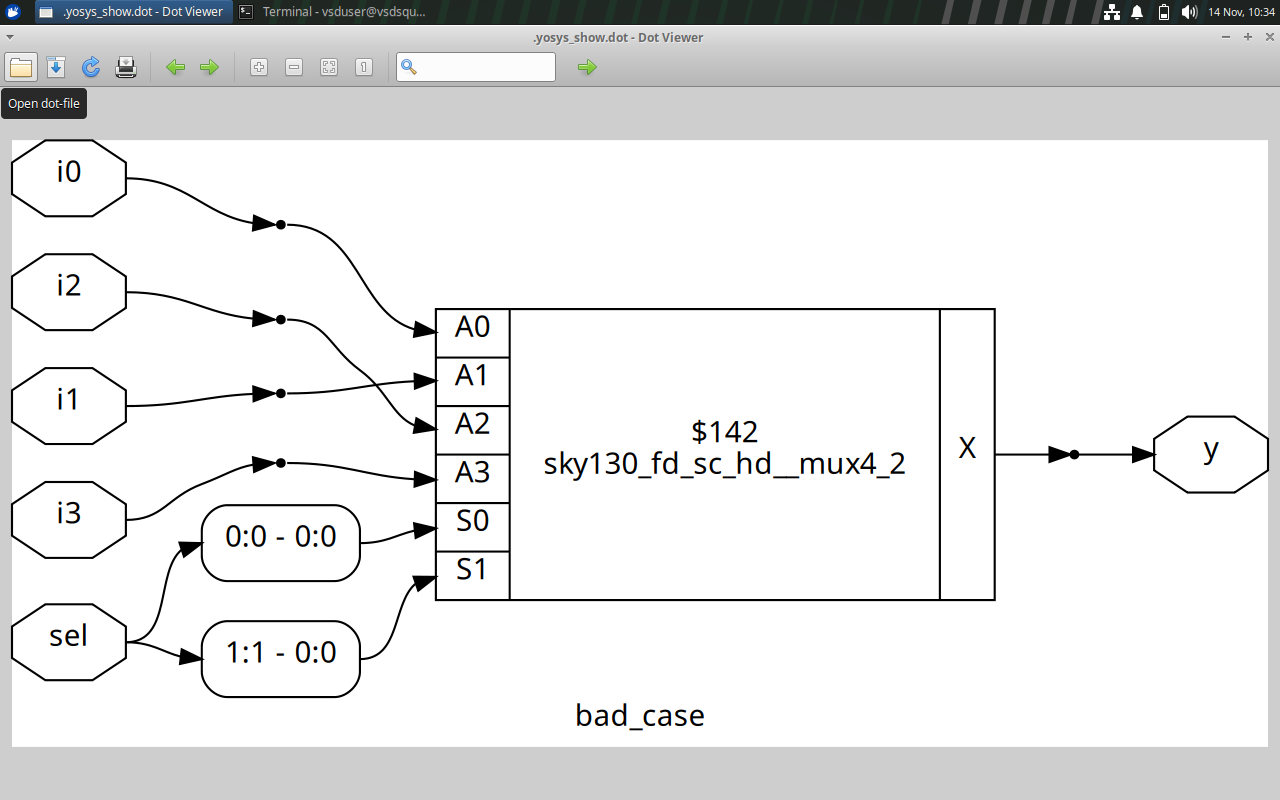 .yosys_show.dot - Dot Viewer
Terminal - vsduser@vsdsqu...
14 Nov, 10:34
.yosys_show.dot - Dot Viewer
1
Open dot-file
i0
i2
i1
i3
sel
0:0 - 0:0
1:1 - 0:0
A0
A1
A2
A3
S0
S1
$142
sky130_fd_sc_hd__mux4_2
X
y
bad_case